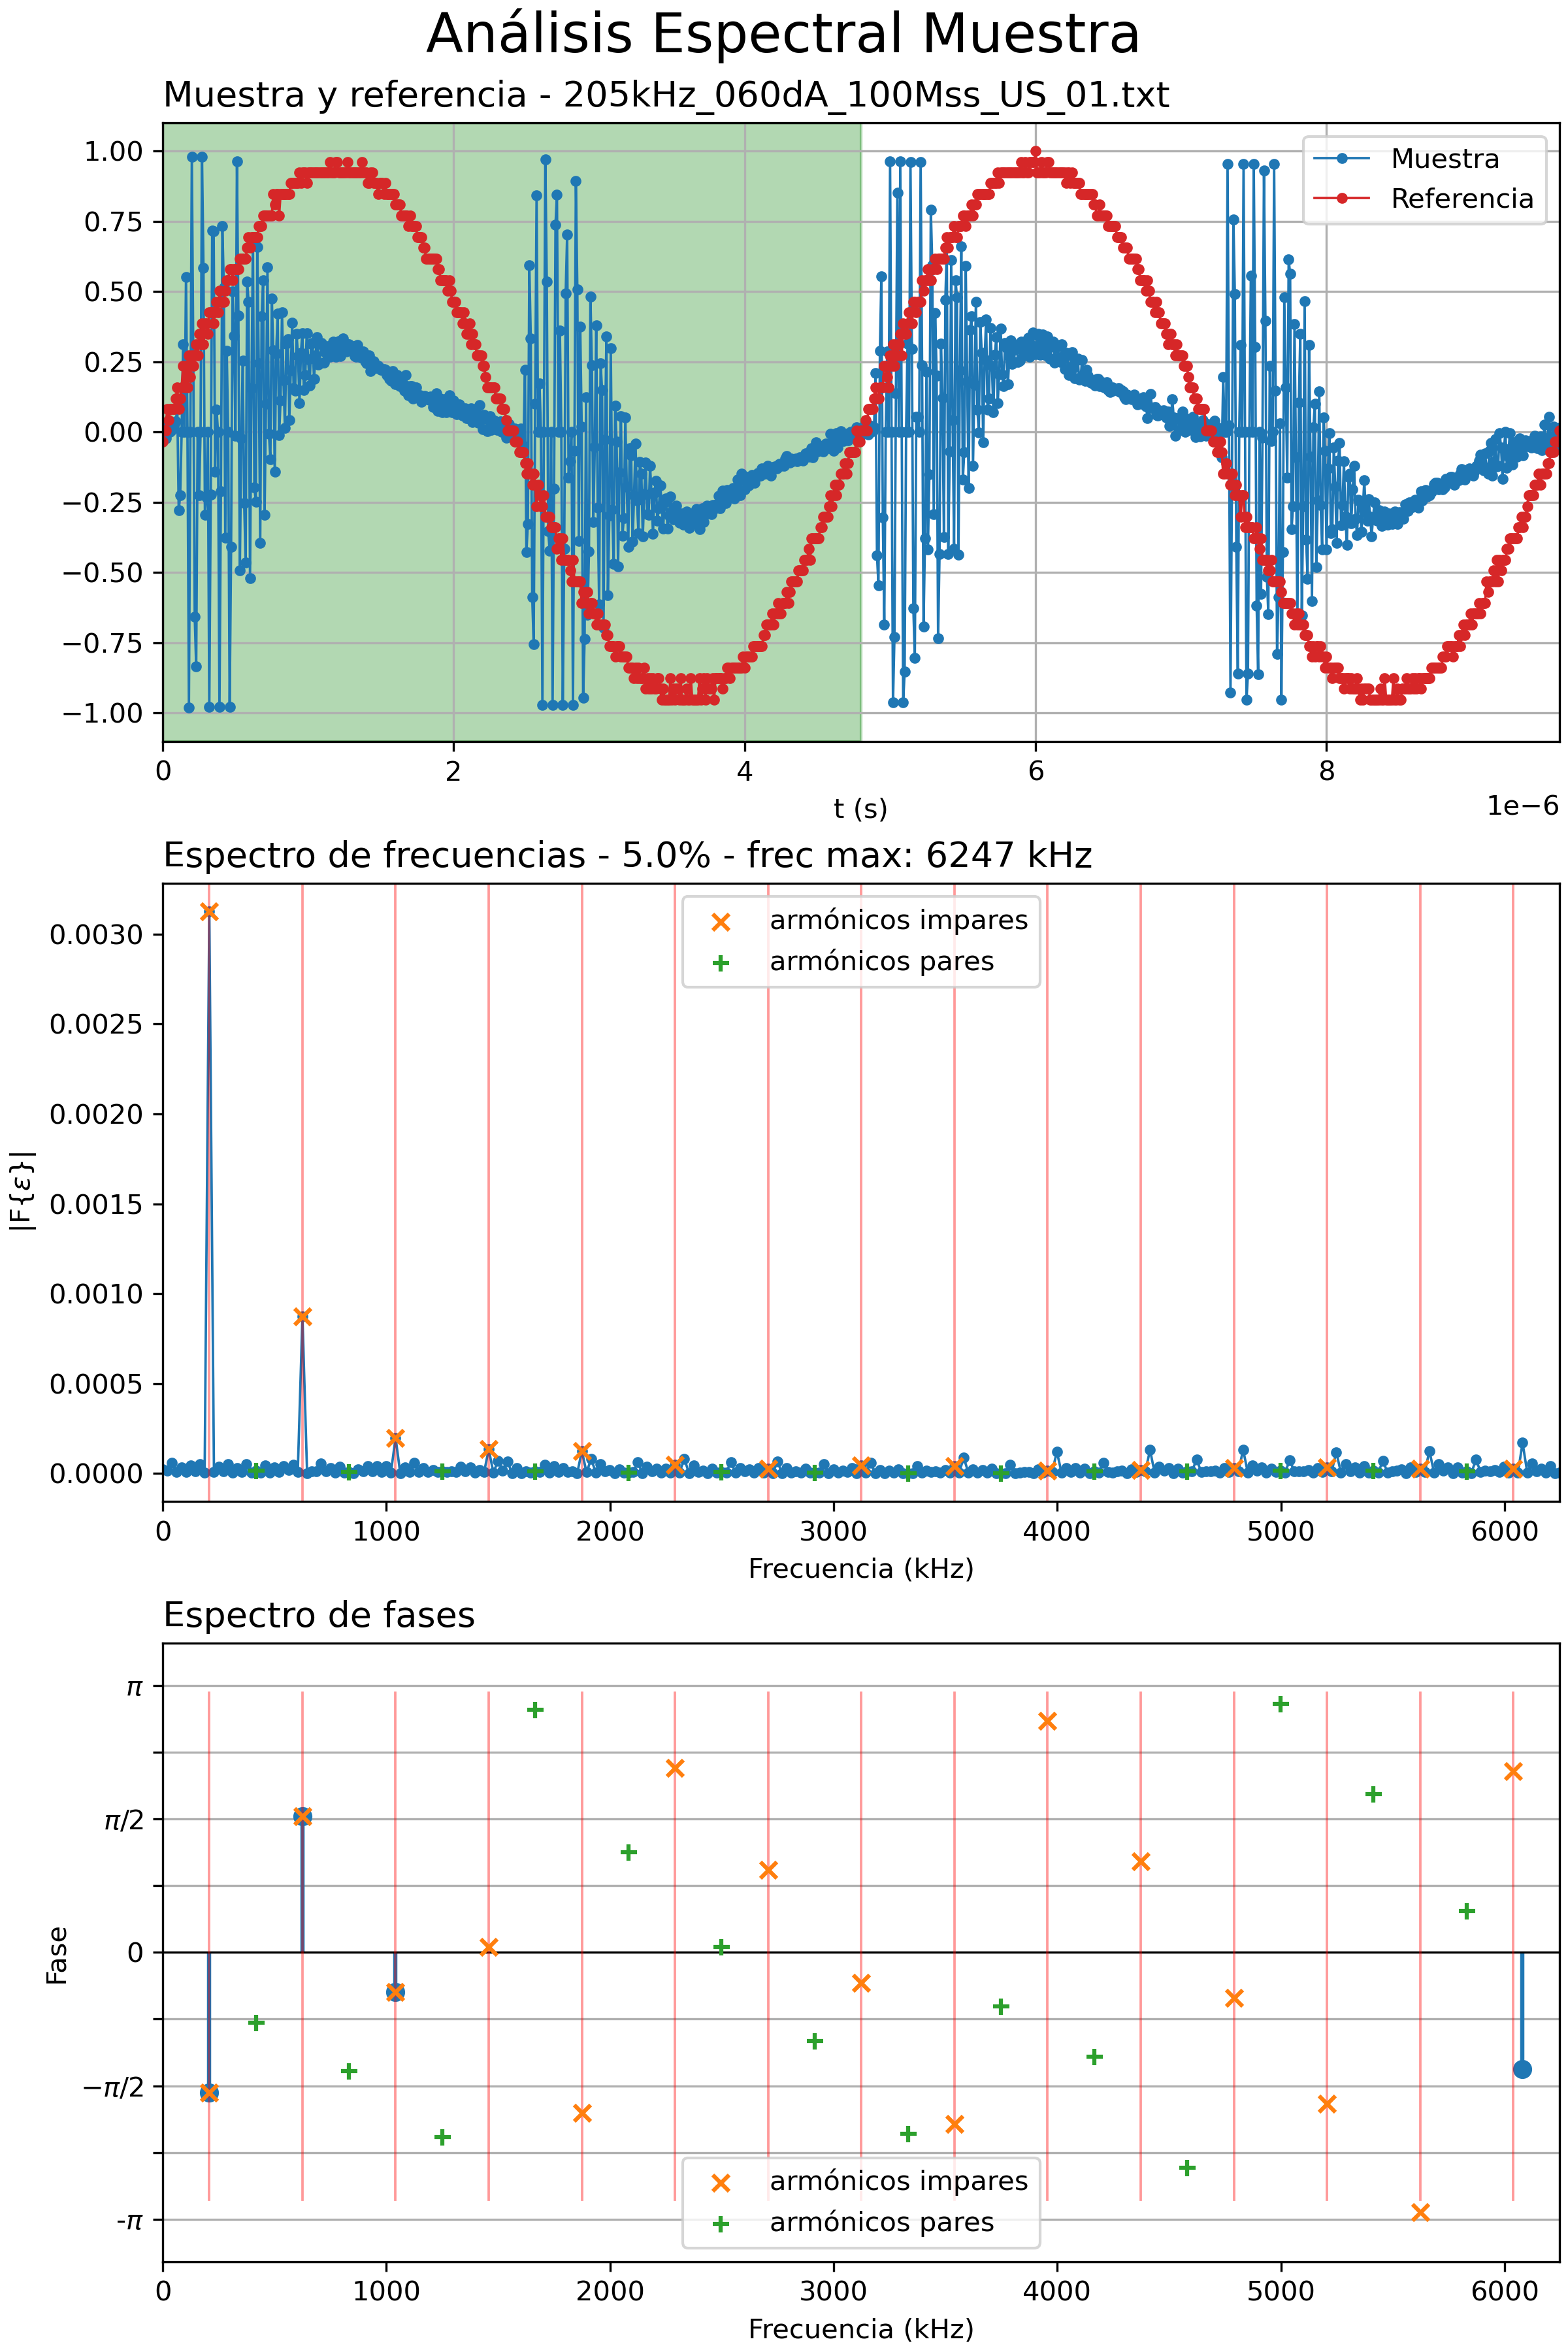 Análisis Espectral Muestra
Muestra y referencia - 205kHz_060dA_100Mss_US_01.txt
1.00
0.75
0.50
0.25
0.00
−0.25
−0.50
−0.75
−1.00
Muestra
Referencia
0 2 4 6 8
t (s)
1e−6
Espectro de frecuencias - 5.0% - frec max: 6247 kHz
|F{ε}|
0.0030
0.0025
0.0020
0.0015
0.0010
0.0005
0.0000
armónicos impares
armónicos pares
0 1000 2000 3000 4000 5000 6000
Frecuencia (kHz)
Espectro de fases
Fase
π
π/2
0
−π/2
-π
armónicos impares
armónicos pares
0 1000 2000 3000 4000 5000 6000
Frecuencia (kHz)